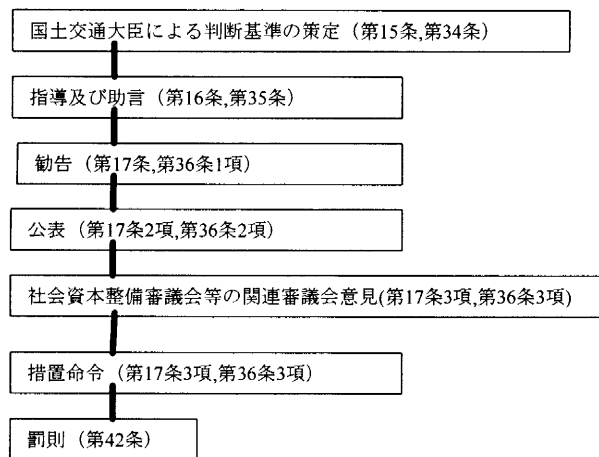 国土交通大臣による判断基準の策定（第15条,第34条）
指導及び助言（第16条,第35条）
勧告（第17条,第36条1項）
公表（第17条2項,第36条2項）
社会資本整備審議会等の関連審議会意見(第17条3項,第36条3項)
措置命令（第17条3項,第36条3項）
罰則（第42条）